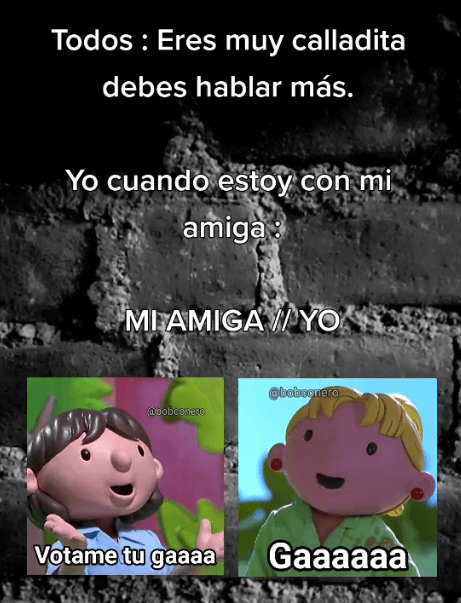 Todos : Eres muy calladita
debes hablar más.
Yo cuando estoy con mi
amiga :
MI AMIGA // YO
@bobconero
@bobconero
Votame tu gaaaa
Gaaaaaa